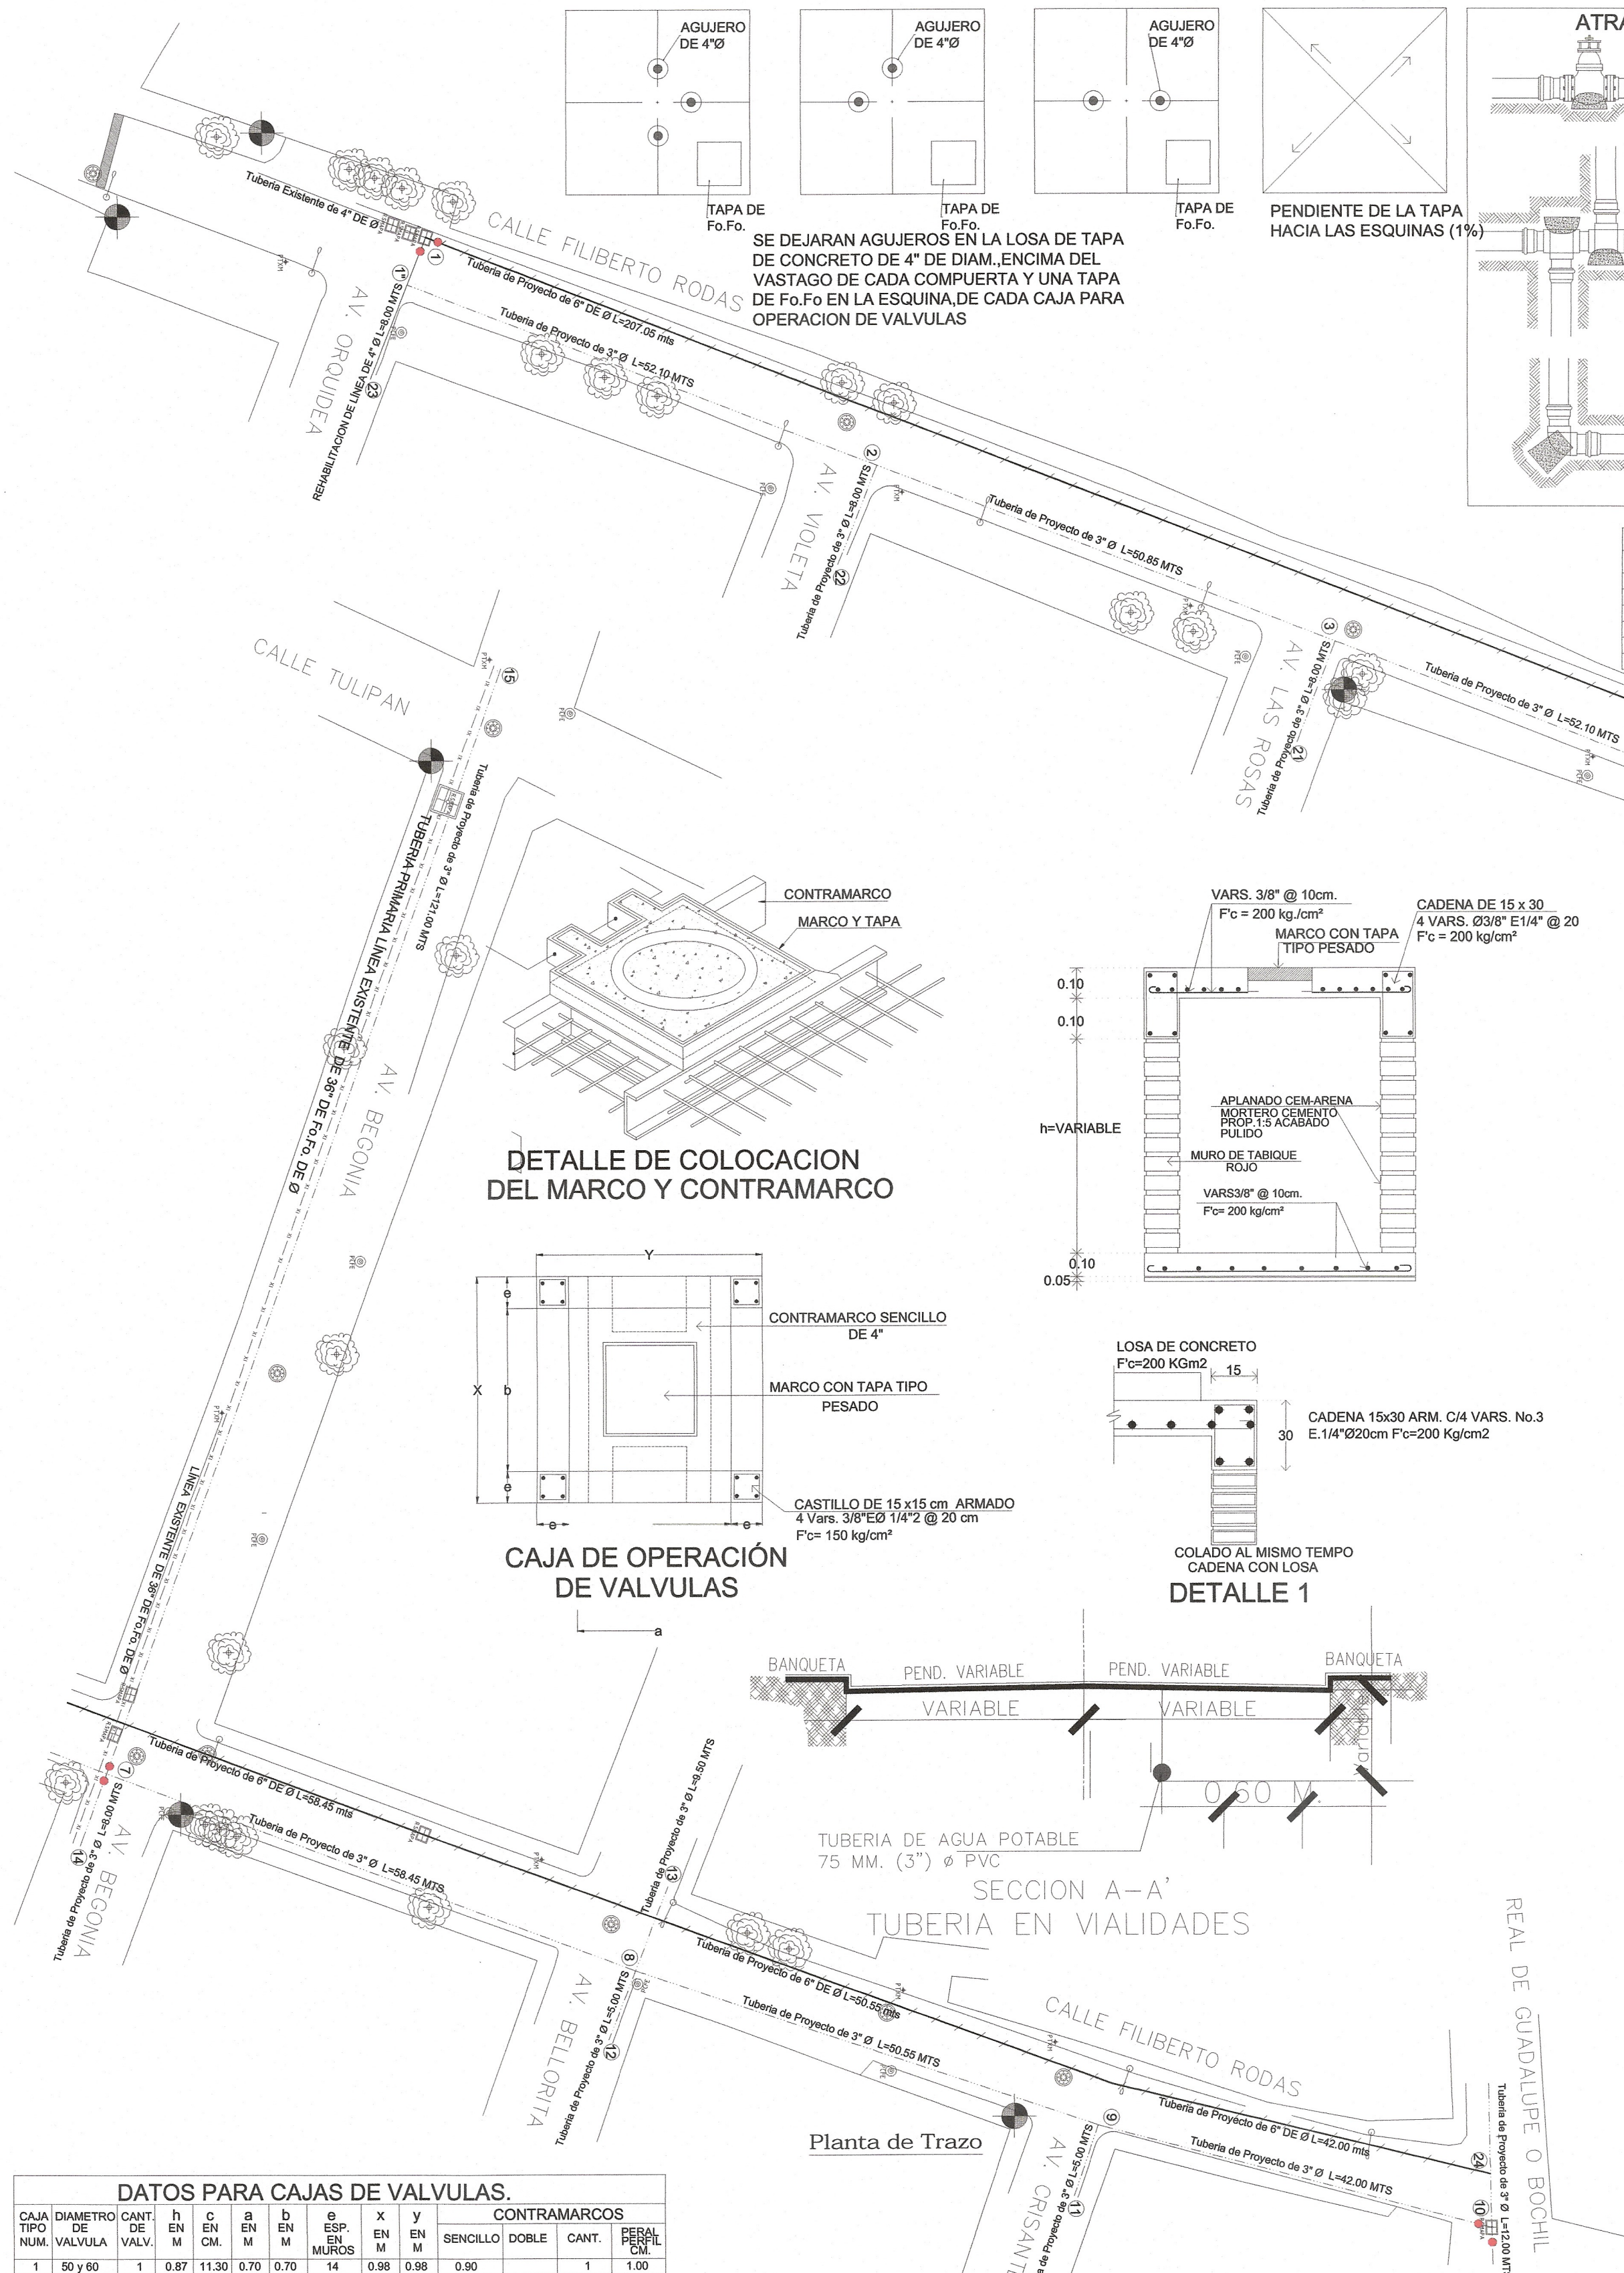 AGUJERO
DE 4"Ø
TAPA DE
Fo.Fo.
AGUJERO
DE 4"Ø
TAPA DE
Fo.Fo.
AGUJERO
DE 4"Ø
TAPA DE
Fo.Fo.
PENDIENTE DE LA TAPA
HACIA LAS ESQUINAS (1%)
SE DEJARAN AGUJEROS EN LA LOSA DE TAPA
DE CONCRETO DE 4" DE DIAM.,ENCIMA DEL
VASTAGO DE CADA COMPUERTA Y UNA TAPA
DE Fo.Fo EN LA ESQUINA,DE CADA CAJA PARA
OPERACION DE VALVULAS
ATRA
Tuberia Existente de 4" DE Ø
CALLE FILIBERTO RODAS
1
1"
Tuberia de Proyecto de 6" DE Ø L=207.05 mts
Tuberia de Proyecto de 3" Ø L=52.10 MTS
AV. ORQUIDEA
REHABILITACION DE LÍNEA DE 4" Ø L=8.00 MTS
23
2
AV. VIOLETA
Tuberia de Proyecto de 3" Ø L=8.00 MTS
22
Tuberia de Proyecto de 3" Ø L=50.85 MTS
3
AV. LAS ROSAS
Tuberia de Proyecto de 3" Ø L=8.00 MTS
21
Tuberia de Proyecto de 3" Ø L=52.10 MTS
CALLE TULIPAN
15
Tuberia de Proyecto de 3" Ø L=121.00 MTS
TUBERIA PRIMARIA LÍNEA EXISTENTE DE 36" DE Fo.Fo. DE Ø
AV. BEGONIA
LÍNEA EXISTENTE DE 36" DE Fo.Fo. DE Ø
CONTRAMARCO
MARCO Y TAPA
DETALLE DE COLOCACION
DEL MARCO Y CONTRAMARCO
VARS. 3/8" @ 10cm.
F'c = 200 kg./cm²
MARCO CON TAPA
TIPO PESADO
CADENA DE 15 x 30
4 VARS. Ø3/8" E1/4" @ 20
F'c = 200 kg/cm²
0.10
0.10
h=VARIABLE
APLANADO CEM-ARENA
MORTERO CEMENTO
PROP.1:5 ACABADO
PULIDO
MURO DE TABIQUE
ROJO
VARS3/8" @ 10cm.
F'c= 200 kg/cm²
0.10
0.05
Y
X
e
b
e
e
e
a
CONTRAMARCO SENCILLO
DE 4"
MARCO CON TAPA TIPO
PESADO
CASTILLO DE 15 x15 cm ARMADO
4 Vars. 3/8"EØ 1/4"2 @ 20 cm
F'c= 150 kg/cm²
CAJA DE OPERACIÓN
DE VALVULAS
LOSA DE CONCRETO
F'c=200 KGm2
15
30
CADENA 15x30 ARM. C/4 VARS. No.3
E.1/4"Ø20cm F'c=200 Kg/cm2
COLADO AL MISMO TEMPO
CADENA CON LOSA
DETALLE 1
BANQUETA
PEND. VARIABLE
PEND. VARIABLE
BANQUETA
VARIABLE
VARIABLE
Variable
0.60 M.
TUBERIA DE AGUA POTABLE
75 MM. (3") Ø PVC
SECCION A-A'
TUBERIA EN VIALIDADES
7
Tuberia de Proyecto de 6" DE Ø L=58.45 mts
Tuberia de Proyecto de 3" Ø L=58.45 MTS
Tuberia de Proyecto de 3" Ø L=8.00 MTS
14
AV. BEGONIA
Tuberia de Proyecto de 3" Ø L=9.50 MTS
13
8
Tuberia de Proyecto de 6" DE Ø L=50.55 mts
Tuberia de Proyecto de 3" Ø L=50.55 MTS
AV. BELLORITA
Tuberia de Proyecto de 3" Ø L=5.00 MTS
12
CALLE FILIBERTO RODAS
REAL DE GUADALUPE O BOCHIL
9
Tuberia de Proyecto de 6" DE Ø L=42.00 mts
Tuberia de Proyecto de 3" Ø L=42.00 MTS
24
10
Tuberia de Proyecto de 3" Ø L=12.00 MT
AV. CRISANT
de Proyecto de 3" Ø L=5.00 MTS
11
Planta de Trazo
DATOS PARA CAJAS DE VALVULAS.
CAJA TIPO NUM. DIAMETRO DE VALVULA CANT. DE VALV. h EN M c EN CM. a EN M b EN M e ESP. EN MUROS x EN M y EN M CONTRAMARCOS SENCILLO DOBLE CANT. PERAL. PERFIL CM.
1 50 y 60 1 0.87 11.30 0.70 0.70 14 0.98 0.98 0.90 1 1.00